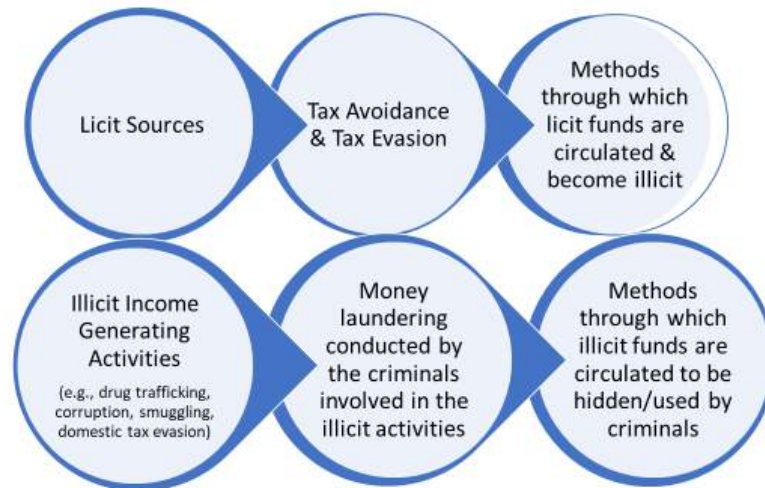 Licit Sources
Tax Avoidance
& Tax Evasion
Methods
through which
licit funds are
circulated &
become illicit
Illicit Income
Generating
Activities
(e.g., drug trafficking,
corruption, smuggling,
domestic tax evasion)
Money
laundering
conducted by
the criminals
involved in the
illicit activities
Methods
through which
illicit funds are
circulated to be
hidden/used by
criminals